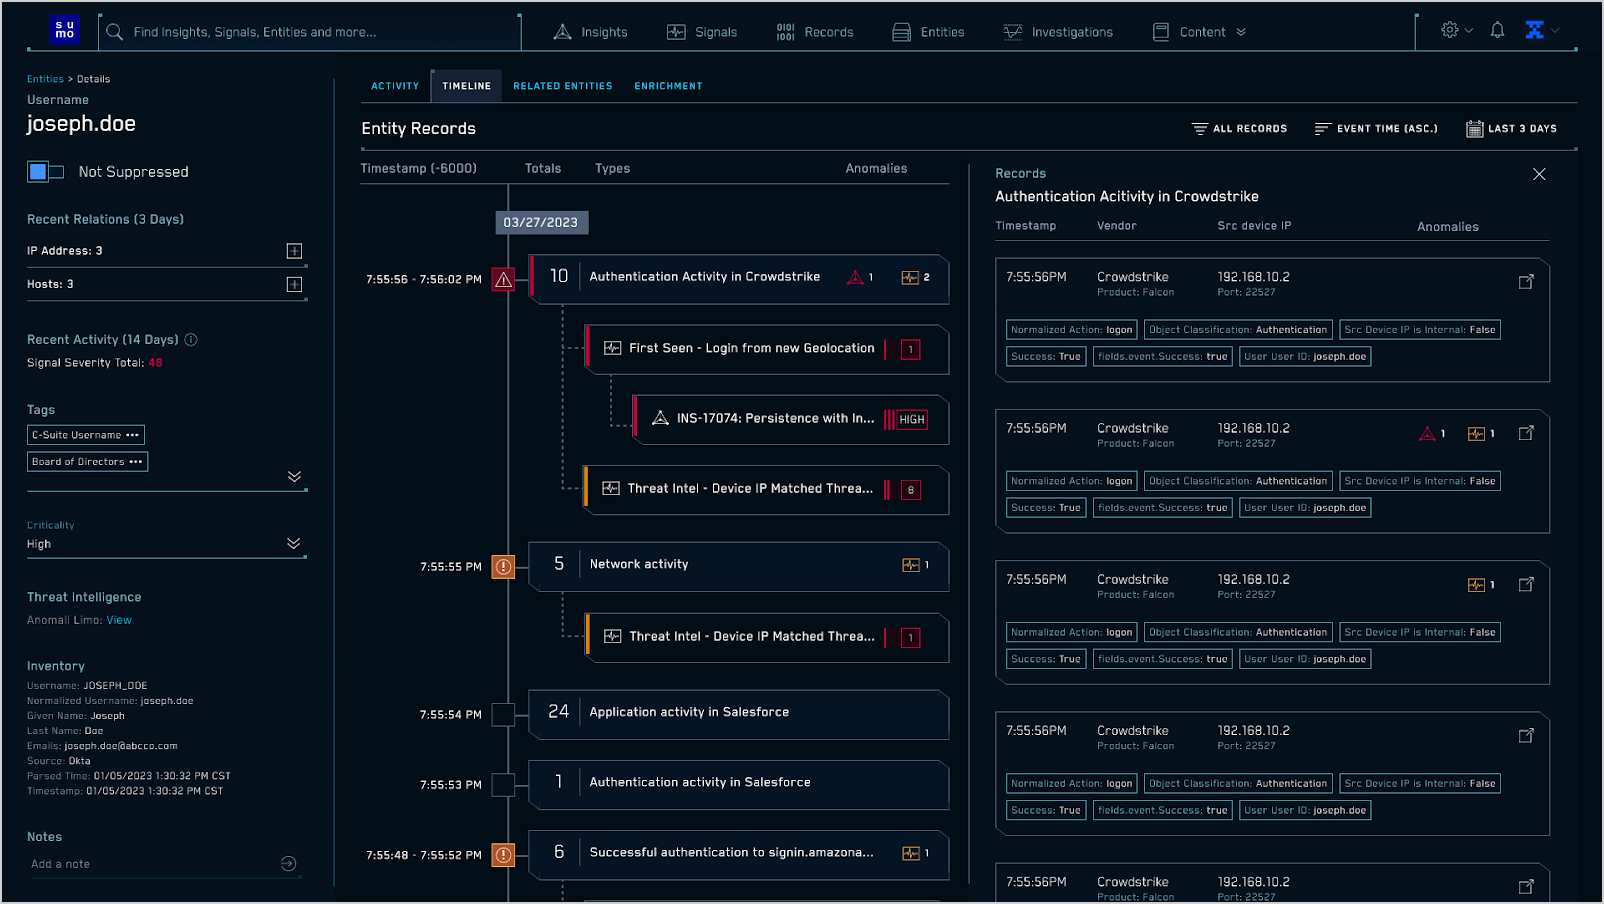 su
mo
Find Insights, Signals, Entities and more...
Insights
Signals
Records
Entities
Investigations
Content
Entities > Details
Username
joseph.doe
Not Suppressed
Recent Relations (3 Days)
IP Address: 3
Hosts: 3
Recent Activity (14 Days)
Signal Severity Total: 48
Tags
C-Suite Username •••
Board of Directors •••
Criticality
High
Threat Intelligence
Anomali Limo: View
Inventory
Username: JOSEPH_DOE
Normalized Username: joseph.doe
Given Name: Joseph
Last Name: Doe
Emails: joseph.doe@abcco.com
Source: Okta
Parsed Time: 01/05/2023 1:30:32 PM CST
Timestamp: 01/05/2023 1:30:32 PM CST
Notes
Add a note
ACTIVITY
TIMELINE
RELATED ENTITIES
ENRICHMENT
Entity Records
ALL RECORDS
EVENT TIME (ASC.)
LAST 3 DAYS
Timestamp (-6000)
Totals
Types
Anomalies
03/27/2023
7:55:56 - 7:56:02 PM
10
Authentication Activity in Crowdstrike
1
2
First Seen - Login from new Geolocation
1
INS-17074: Persistence with In...
HIGH
Threat Intel - Device IP Matched Threa...
8
7:55:55 PM
5
Network activity
1
Threat Intel - Device IP Matched Threa...
1
7:55:54 PM
24
Application activity in Salesforce
7:55:53 PM
1
Authentication activity in Salesforce
7:55:48 - 7:55:52 PM
6
Successful authentication to signin.amazona...
1
Records
Authentication Acitivity in Crowdstrike
Timestamp
Vendor
Src device IP
Anomalies
7:55:56PM
Crowdstrike
192.168.10.2
Product: Falcon
Port: 22527
Normalized Action: logon
Object Classification: Authentication
Src Device IP is Internal: False
Success: True
fields.event.Success: true
User User ID: joseph.doe
7:55:56PM
Crowdstrike
192.168.10.2
1
1
Product: Falcon
Port: 22527
Normalized Action: logon
Object Classification: Authentication
Src Device IP is Internal: False
Success: True
fields.event.Success: true
User User ID: joseph.doe
7:55:56PM
Crowdstrike
192.168.10.2
1
Product: Falcon
Port: 22527
Normalized Action: logon
Object Classification: Authentication
Src Device IP is Internal: False
Success: True
fields.event.Success: true
User User ID: joseph.doe
7:55:56PM
Crowdstrike
192.168.10.2
Product: Falcon
Port: 22527
Normalized Action: logon
Object Classification: Authentication
Src Device IP is Internal: False
Success: True
fields.event.Success: true
User User ID: joseph.doe
7:55:56PM
Crowdstrike
192.168.10.2